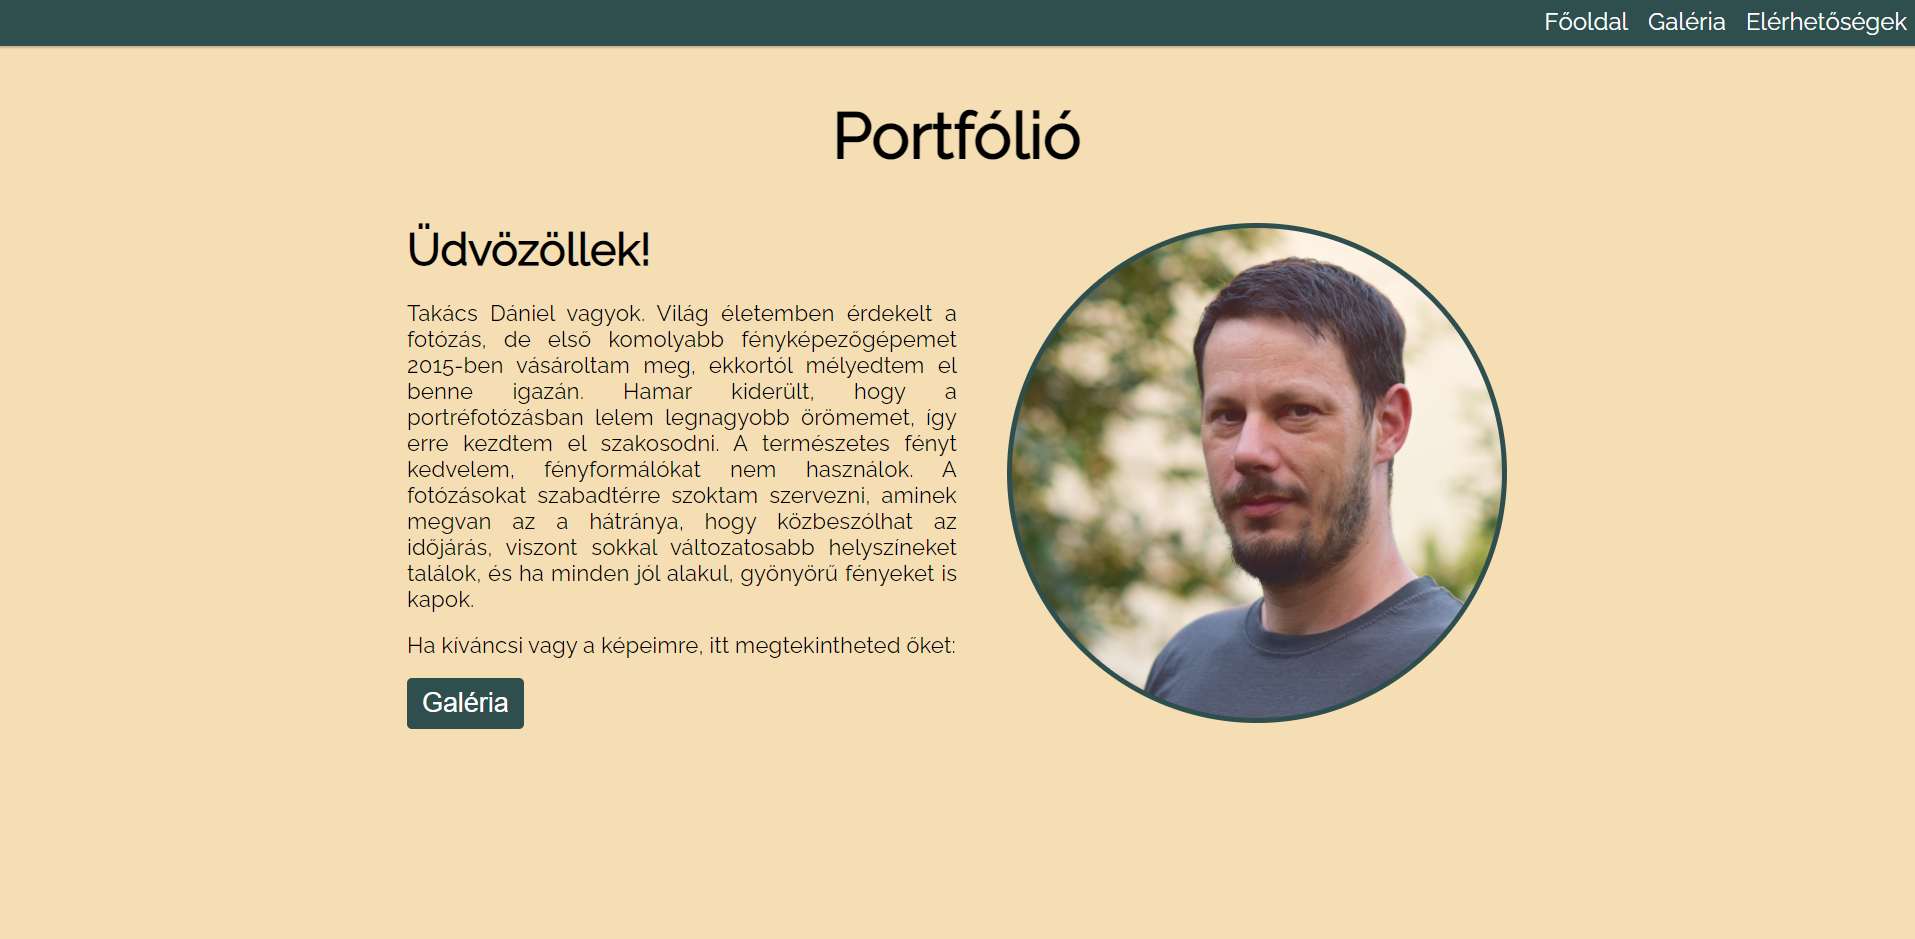 Főoldal Galéria Elérhetőségek
Portfólió
Üdvözöllek!
Takács Dániel vagyok. Világ életemben érdekelt a
fotózás, de első komolyabb fényképezőgépemet
2015-ben vásároltam meg, ekkortól mélyedtem el
benne igazán. Hamar kiderült, hogy a
portréfotózásban lelem legnagyobb örömemet, így
erre kezdtem el szakosodni. A természetes fényt
kedvelem, fényformálókat nem használok. A
fotózásokat szabadtérre szoktam szervezni, aminek
megvan az a hátránya, hogy közbeszólhat az
időjárás, viszont sokkal változatosabb helyszíneket
találok, és ha minden jól alakul, gyönyörű fényeket is
kapok.
Ha kíváncsi vagy a képeimre, itt megtekintheted őket:
Galéria